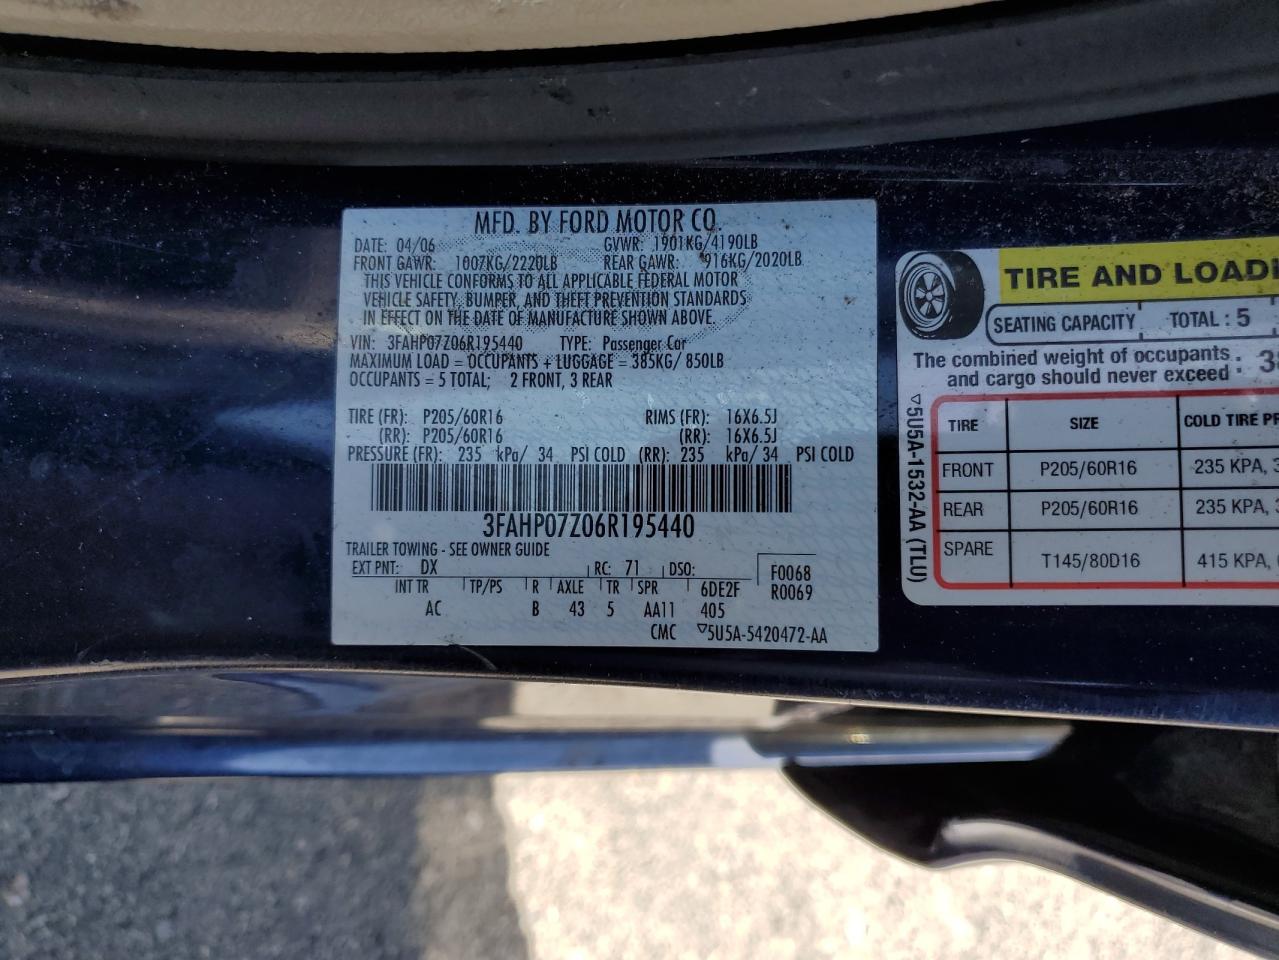 MFD. BY FORD MOTOR CO.
DATE: 04/06 GVWR: 1901KG/4190LB
FRONT GAWR: 1007KG/2220LB REAR GAWR: 916KG/2020LB
THIS VEHICLE CONFORMS TO ALL APPLICABLE FEDERAL MOTOR
VEHICLE SAFETY, BUMPER, AND THEFT PREVENTION STANDARDS
IN EFFECT ON THE DATE OF MANUFACTURE SHOWN ABOVE.
VIN: 3FAHP07Z06R195440 TYPE: Passenger Car
MAXIMUM LOAD = OCCUPANTS + LUGGAGE = 385KG/ 850LB
OCCUPANTS = 5 TOTAL; 2 FRONT, 3 REAR
TIRE (FR): P205/60R16 RIMS (FR): 16X6.5J
(RR): P205/60R16 (RR): 16X6.5J
PRESSURE (FR): 235 kPa/ 34 PSI COLD (RR): 235 kPa/ 34 PSI COLD
3FAHP07Z06R195440
TRAILER TOWING - SEE OWNER GUIDE
EXT PNT: DX RC: 71 DSO: F0068
INT TR TP/PS R AXLE TR SPR 6DE2F R0069
AC B 43 5 AA11 405
CMC ▽5U5A-5420472-AA
TIRE AND LOADI
SEATING CAPACITY TOTAL : 5
The combined weight of occupants
and cargo should never exceed : 38
▽5U5A-1532-AA (TLU)
TIRE SIZE COLD TIRE PR
FRONT P205/60R16 235 KPA, 3
REAR P205/60R16 235 KPA, 3
SPARE T145/80D16 415 KPA,